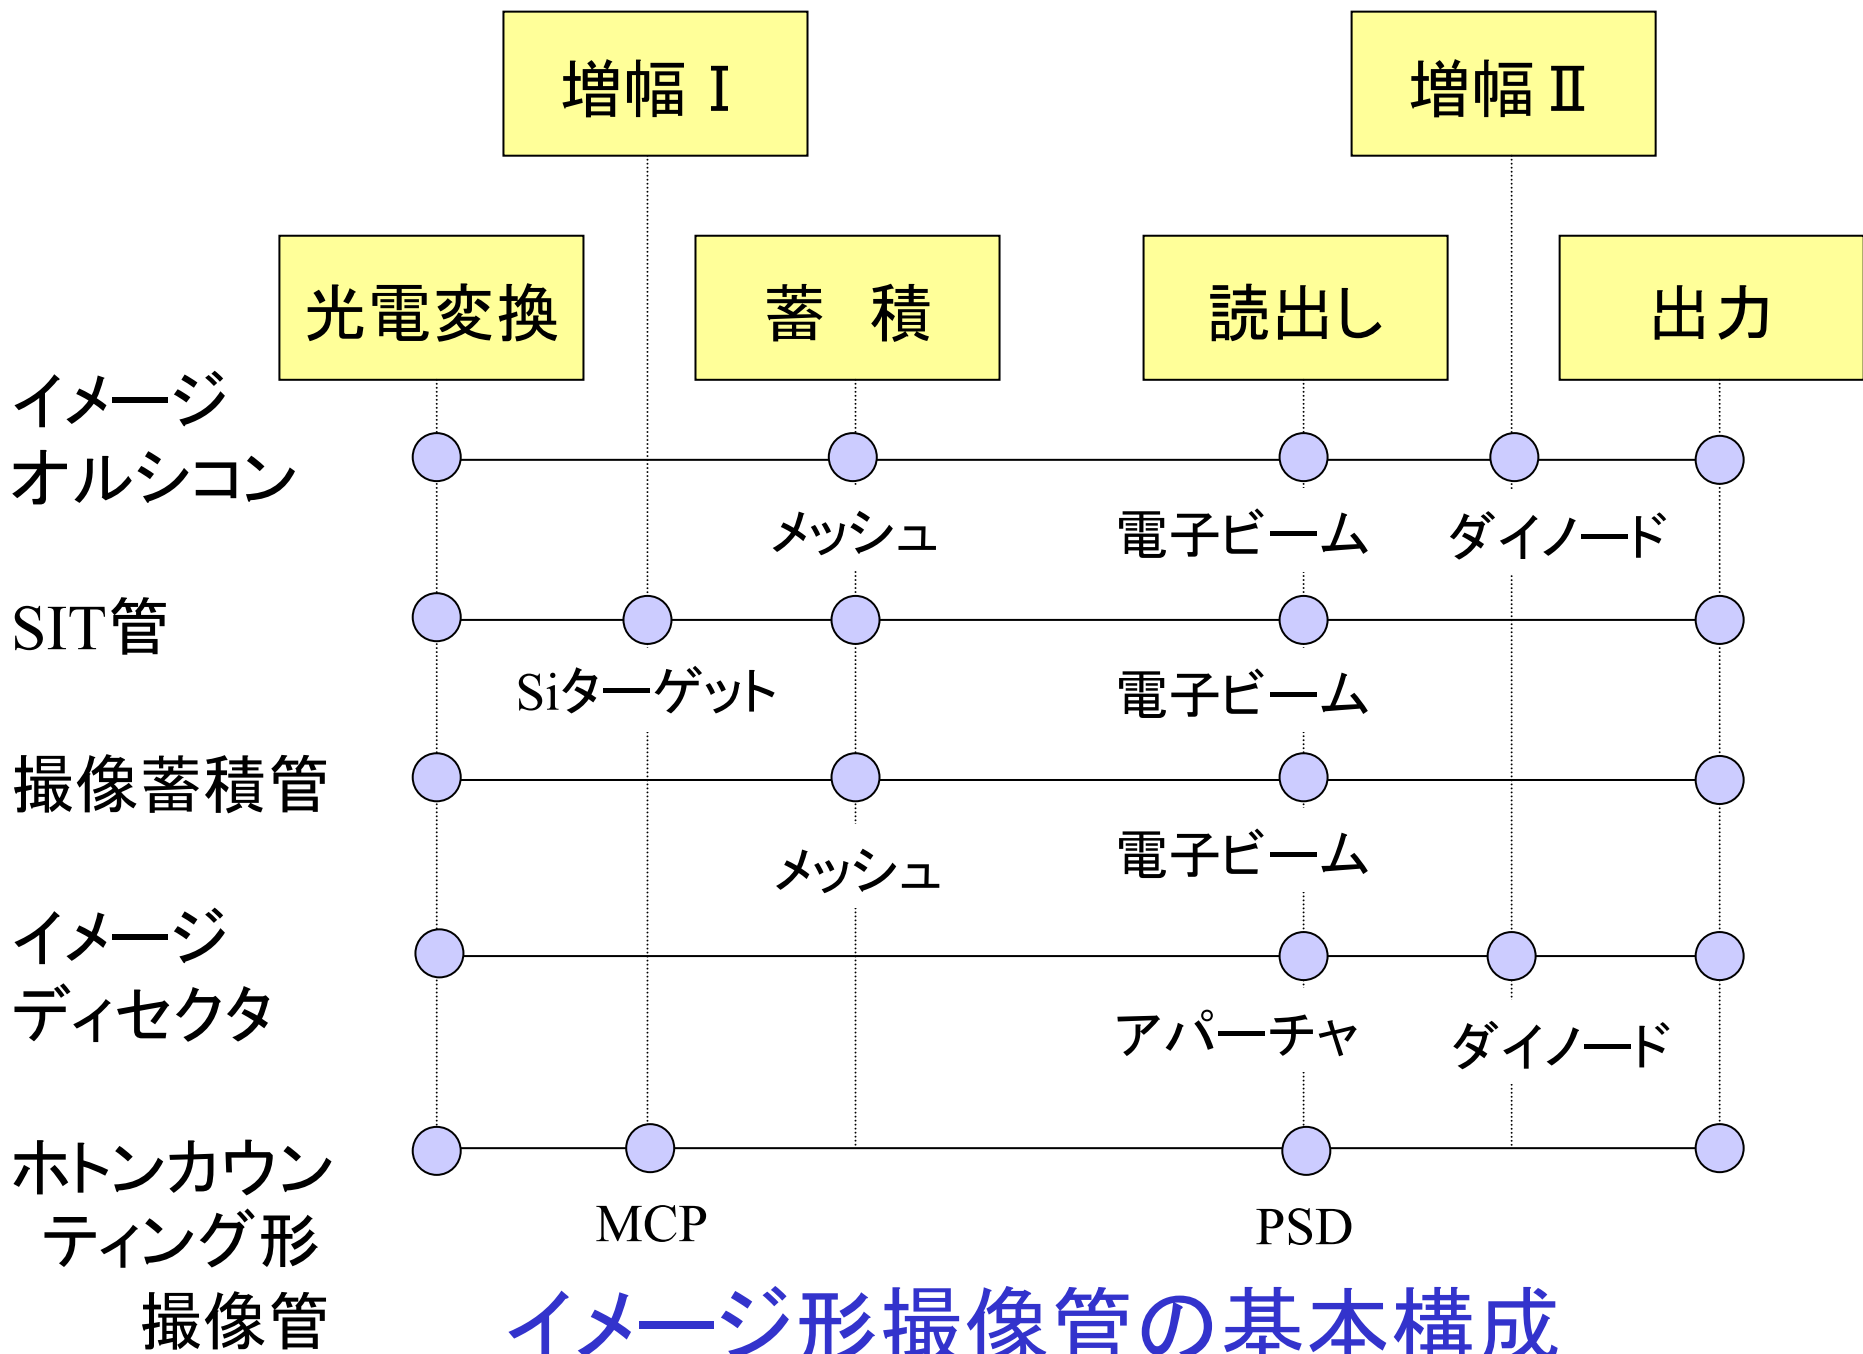 増幅Ⅰ
増幅Ⅱ
光電変換
蓄 積
読出し
出力
イメージ
オルシコン
メッシュ
電子ビーム
ダイノード
SIT管
Siターゲット
電子ビーム
撮像蓄積管
メッシュ
電子ビーム
イメージ
ディセクタ
アパーチャ
ダイノード
ホトンカウン
ティング形
撮像管
MCP
PSD
イメージ形撮像管の基本構成